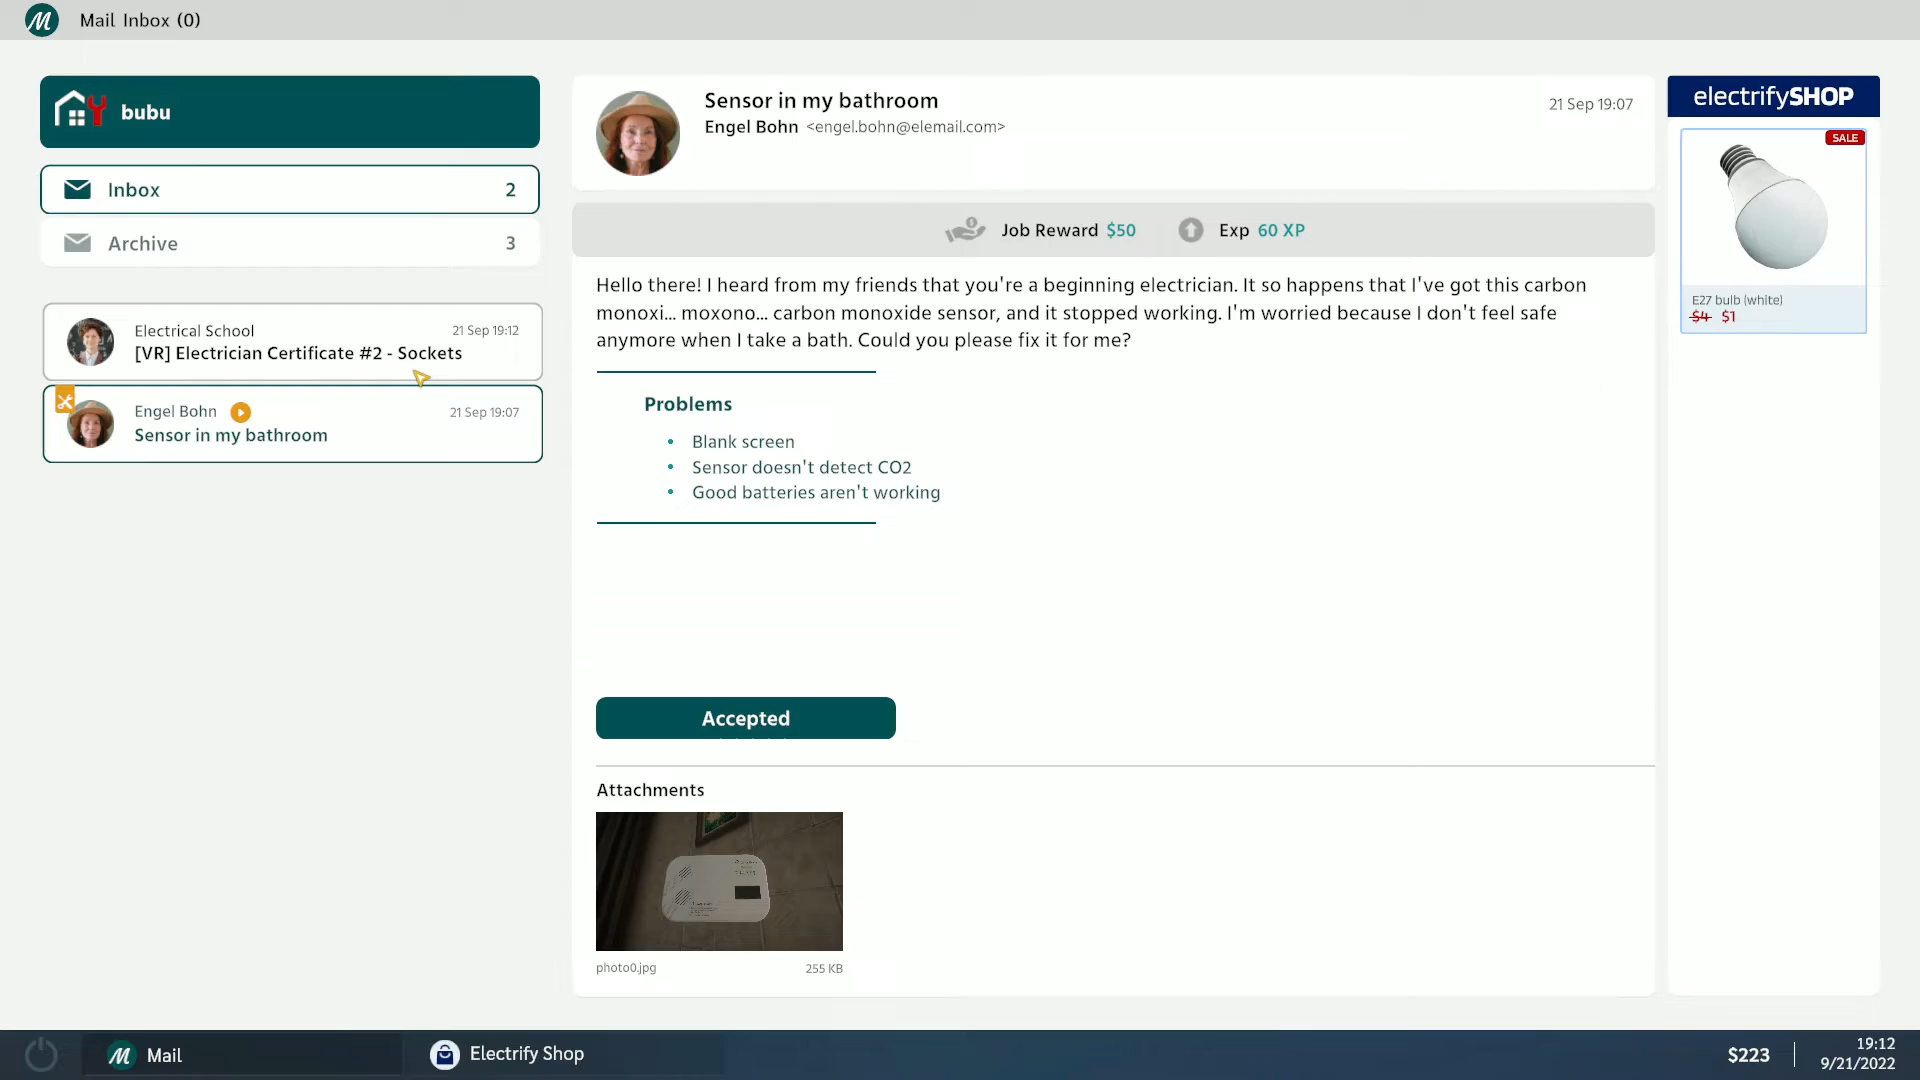 Mail Inbox (0)
bubu
Inbox 2
Archive 3
Electrical School 21 Sep 19:12
[VR] Electrician Certificate #2 - Sockets
Engel Bohn 21 Sep 19:07
Sensor in my bathroom
Sensor in my bathroom 21 Sep 19:07
Engel Bohn <engel.bohn@elemail.com>
Job Reward $50 Exp 60 XP
Hello there! I heard from my friends that you're a beginning electrician. It so happens that I've got this carbon
monoxi... moxono... carbon monoxide sensor, and it stopped working. I'm worried because I don't feel safe
anymore when I take a bath. Could you please fix it for me?
Problems
• Blank screen
• Sensor doesn't detect CO2
• Good batteries aren't working
Accepted
Attachments
photo0.jpg 255 KB
electrifySHOP
SALE
E27 bulb (white)
$4 $1
Mail
Electrify Shop
$223
19:12
9/21/2022